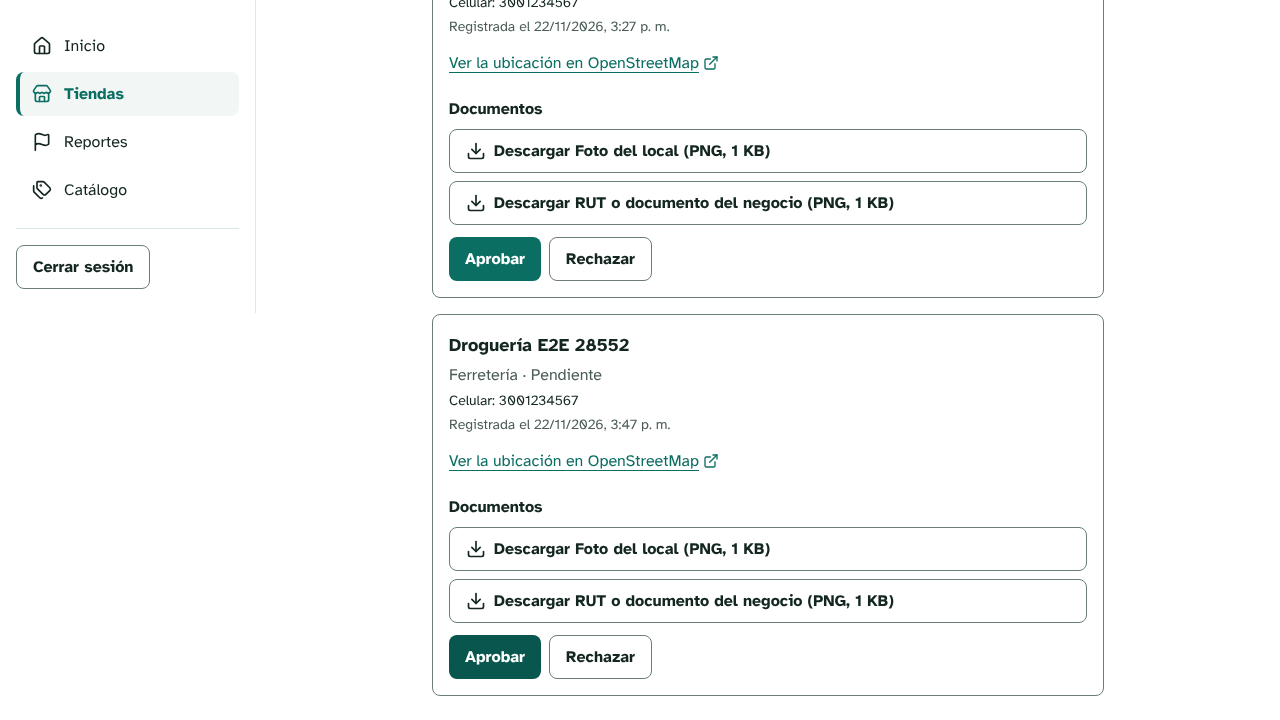 Inicio
Tiendas
Reportes
Catálogo
Cerrar sesión
Celular: 3001234567
Registrada el 22/11/2026, 3:27 p. m.
Ver la ubicación en OpenStreetMap
Documentos
Descargar Foto del local (PNG, 1 KB)
Descargar RUT o documento del negocio (PNG, 1 KB)
Aprobar Rechazar
Droguería E2E 28552
Ferretería · Pendiente
Celular: 3001234567
Registrada el 22/11/2026, 3:47 p. m.
Ver la ubicación en OpenStreetMap
Documentos
Descargar Foto del local (PNG, 1 KB)
Descargar RUT o documento del negocio (PNG, 1 KB)
Aprobar Rechazar